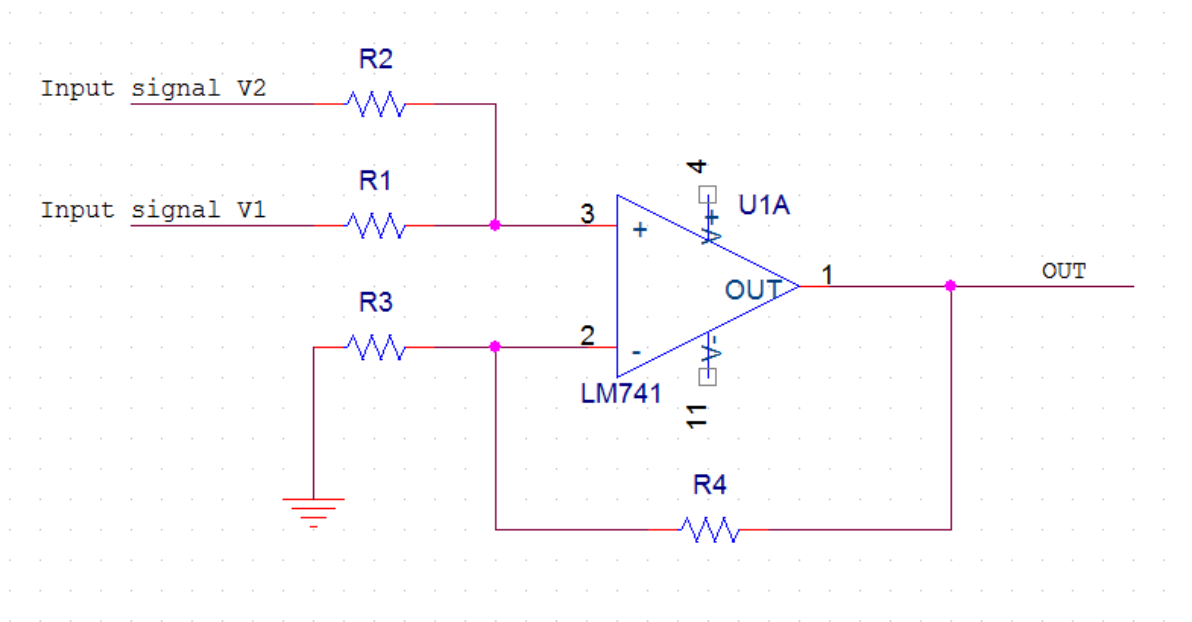 R2
Input signal V2
R1
Input signal V1
3
+
4
V+
U1A
OUT
1
OUT
R3
2
-
V-
LM741
11
R4